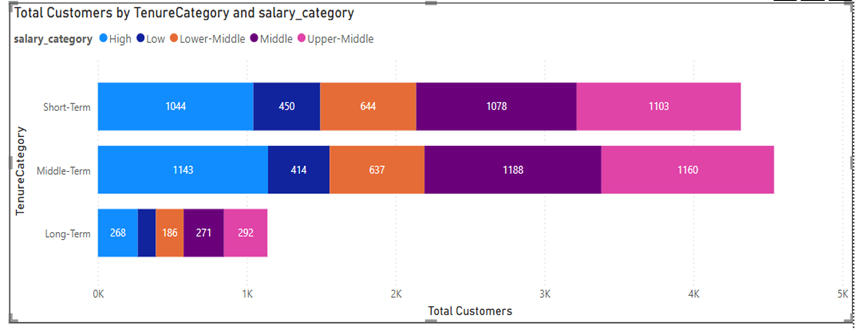 Total Customers by TenureCategory and salary_category
salary_category High Low Lower-Middle Middle Upper-Middle
TenureCategory
Short-Term 1044 450 644 1078 1103
Middle-Term 1143 414 637 1188 1160
Long-Term 268 186 271 292
0K 1K 2K 3K 4K 5K
Total Customers